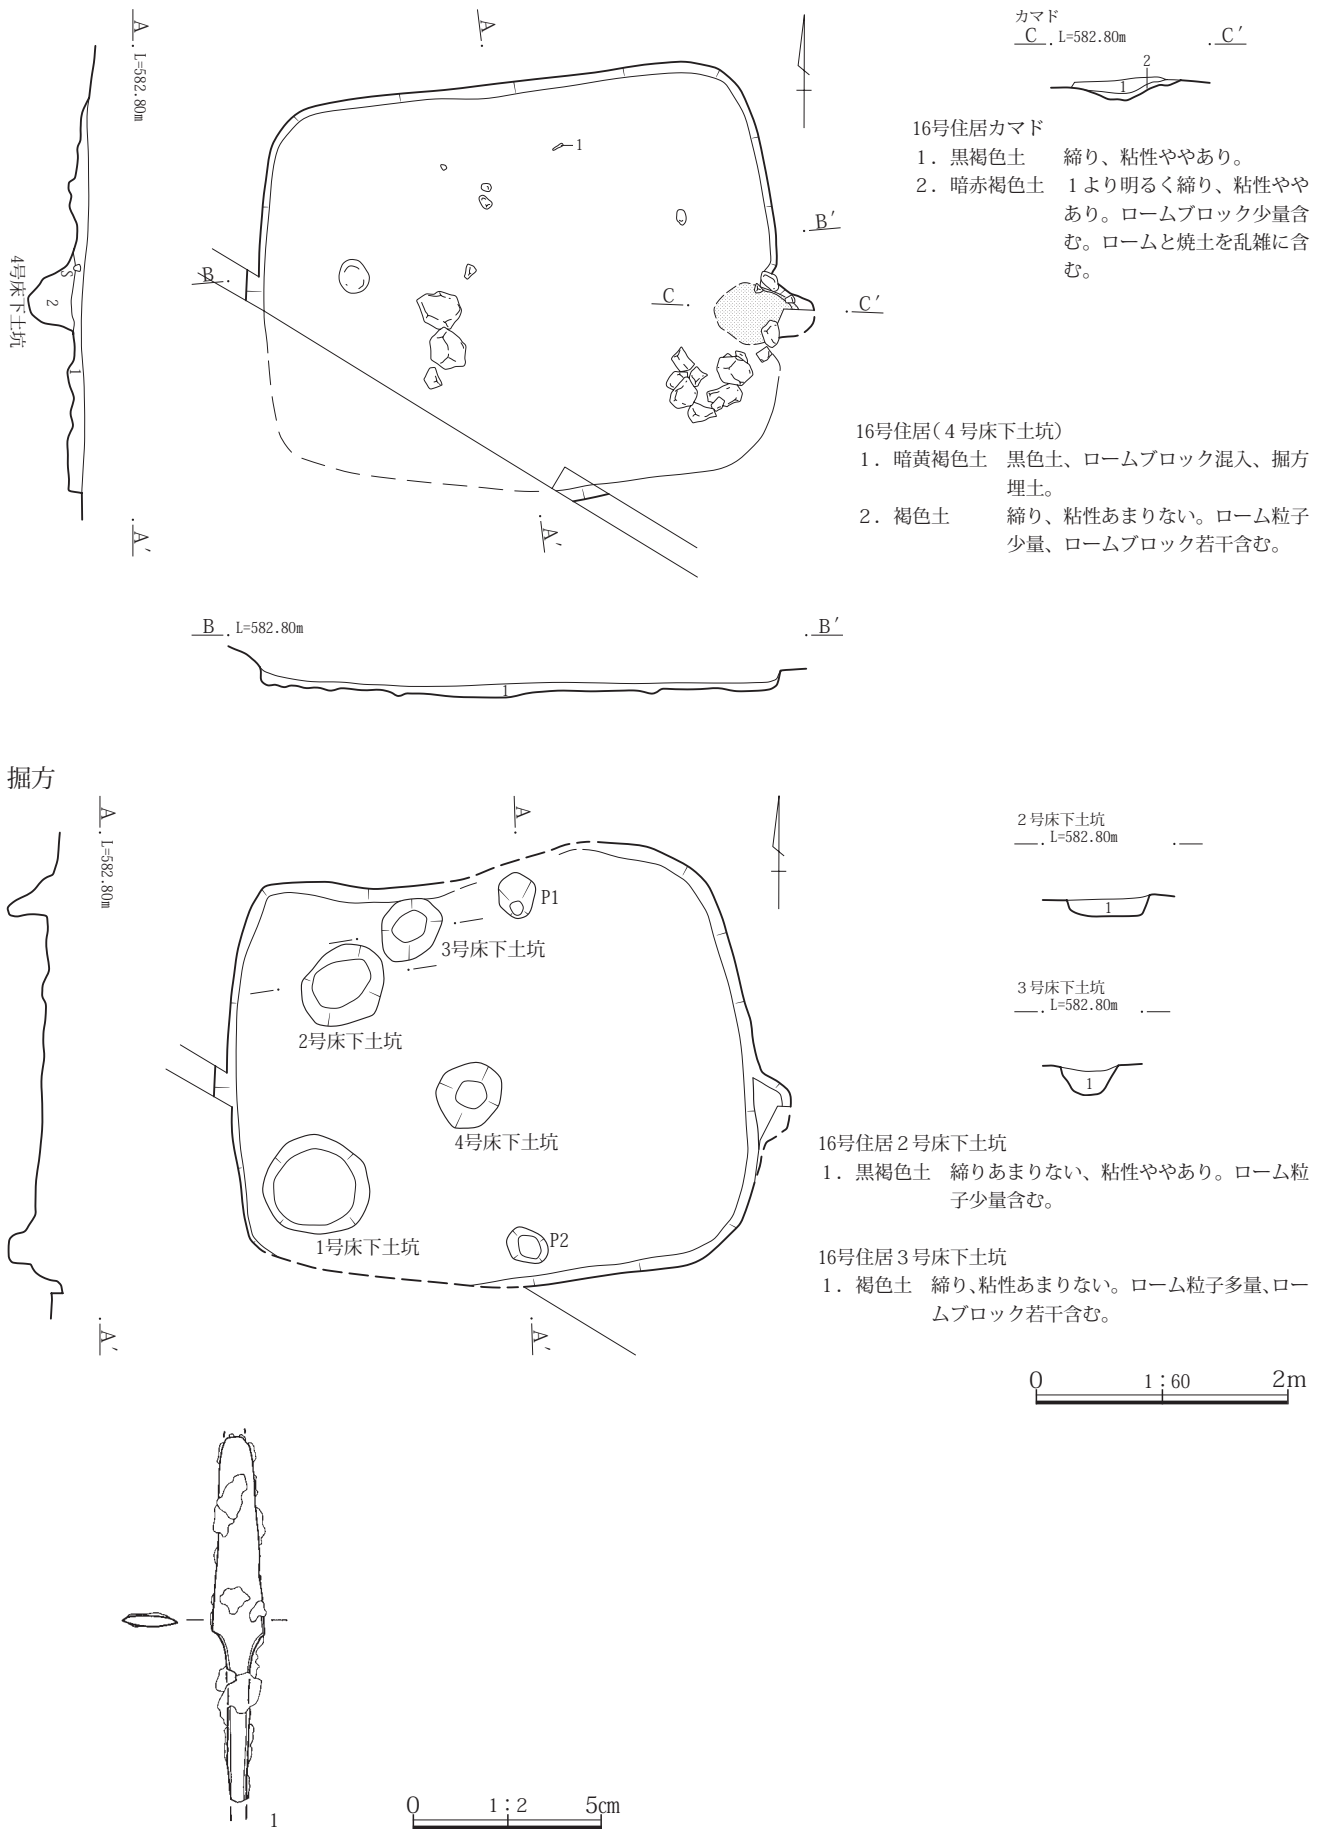 A
L=582.80m
A
カマド
C L=582.80m C′
2
1
16号住居カマド
1．黒褐色土 締り、粘性ややあり。
2．暗赤褐色土 1より明るく締り、粘性やや
あり。ロームブロック少量含
む。ロームと焼土を乱雑に含
む。
1
B′
B
C
C′
S
2
4号床下土坑
1
16号住居(4号床下土坑)
1．暗黄褐色土 黒色土、ロームブロック混入、掘方
埋土。
2．褐色土 締り、粘性あまりない。ローム粒子
少量、ロームブロック若干含む。
A′
A′
B L=582.80m B′
1
掘方
A
L=582.80m
A
2号床下土坑
L=582.80m
1
P1
3号床下土坑
2号床下土坑
3号床下土坑
L=582.80m
1
4号床下土坑
1号床下土坑
P2
16号住居2号床下土坑
1．黒褐色土 締りあまりない、粘性ややあり。ローム粒
子少量含む。
16号住居3号床下土坑
1．褐色土 締り、粘性あまりない。ローム粒子多量、ロー
ムブロック若干含む。
A′
A′
0 1：60 2m
1
0 1：2 5cm